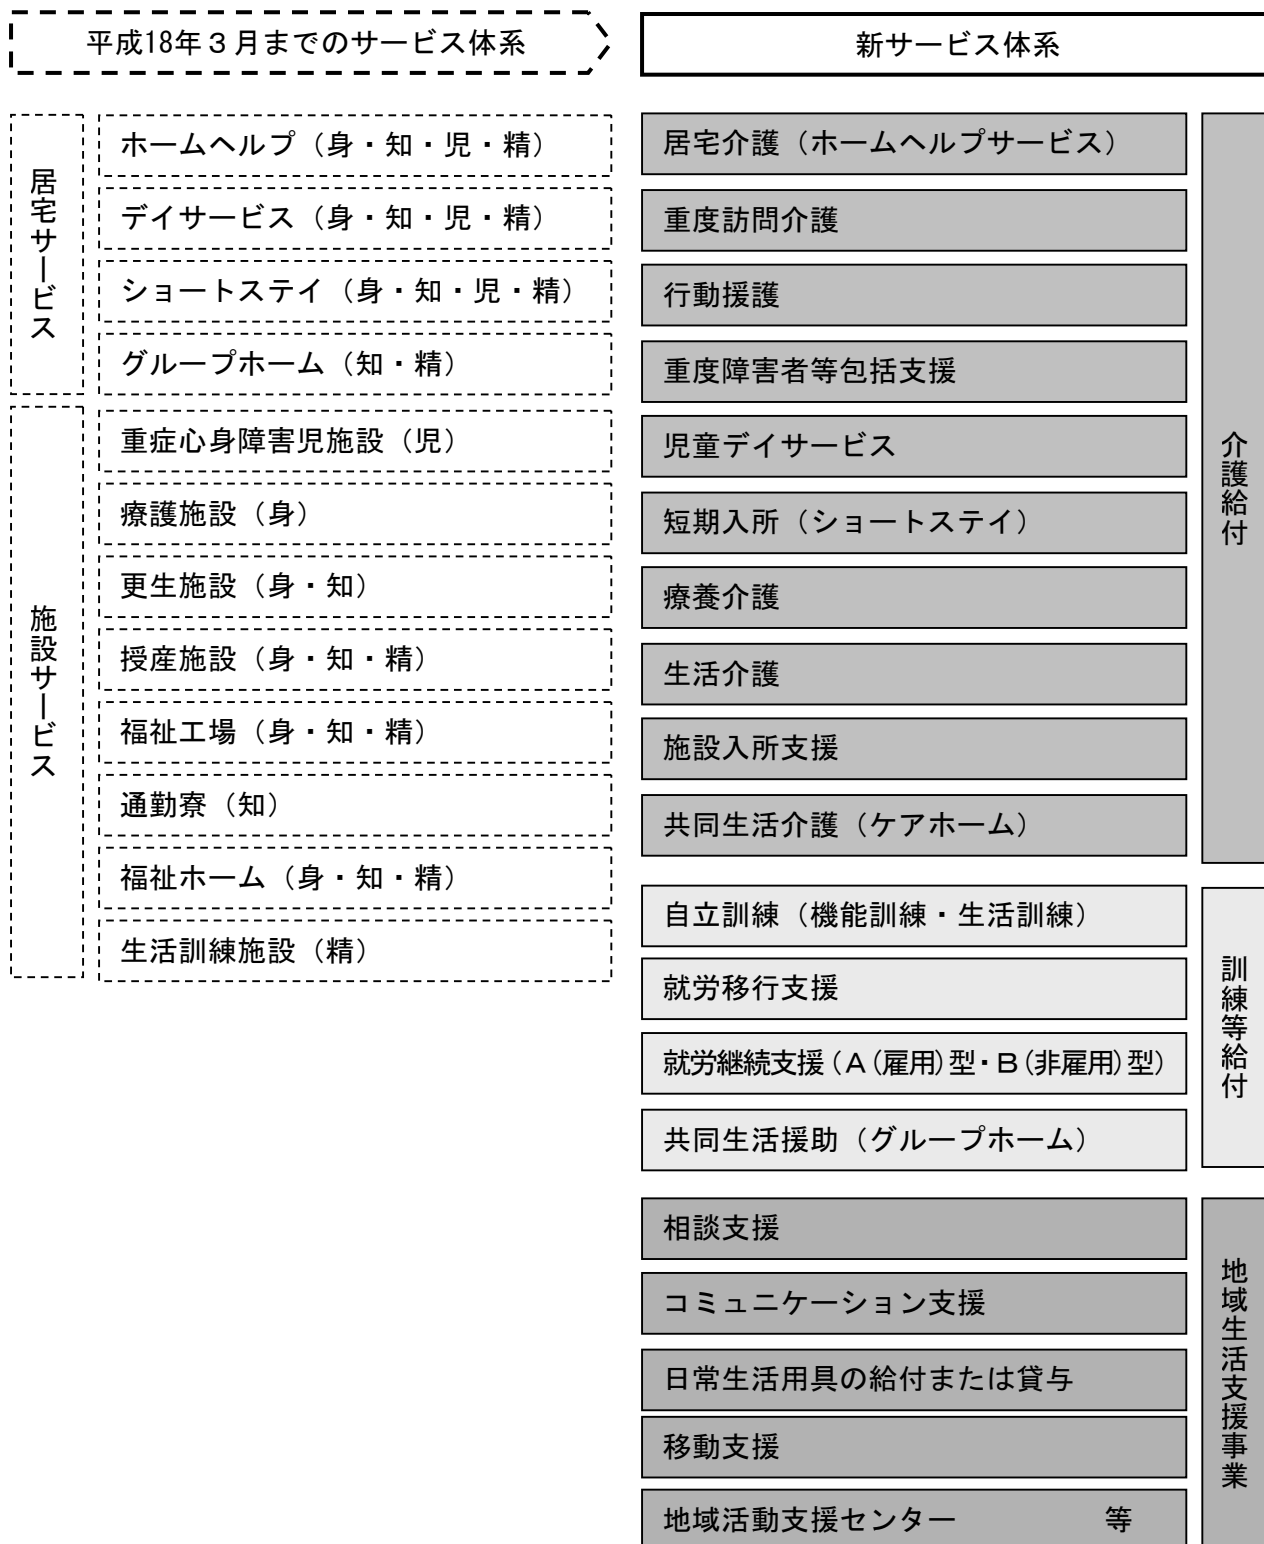 平成18年３月までのサービス体系
居宅サービス
ホームヘルプ（身・知・児・精）
デイサービス（身・知・児・精）
ショートステイ（身・知・児・精）
グループホーム（知・精）
施設サービス
重症心身障害児施設（児）
療護施設（身）
更生施設（身・知）
授産施設（身・知・精）
福祉工場（身・知・精）
通勤寮（知）
福祉ホーム（身・知・精）
生活訓練施設（精）
新サービス体系
居宅介護（ホームヘルプサービス）
重度訪問介護
行動援護
重度障害者等包括支援
児童デイサービス
短期入所（ショートステイ）
療養介護
生活介護
施設入所支援
共同生活介護（ケアホーム）
介護給付
自立訓練（機能訓練・生活訓練）
就労移行支援
就労継続支援（Ａ（雇用）型・Ｂ（非雇用）型）
共同生活援助（グループホーム）
訓練等給付
相談支援
コミュニケーション支援
日常生活用具の給付または貸与
移動支援
地域活動支援センター　　　　　等
地域生活支援事業